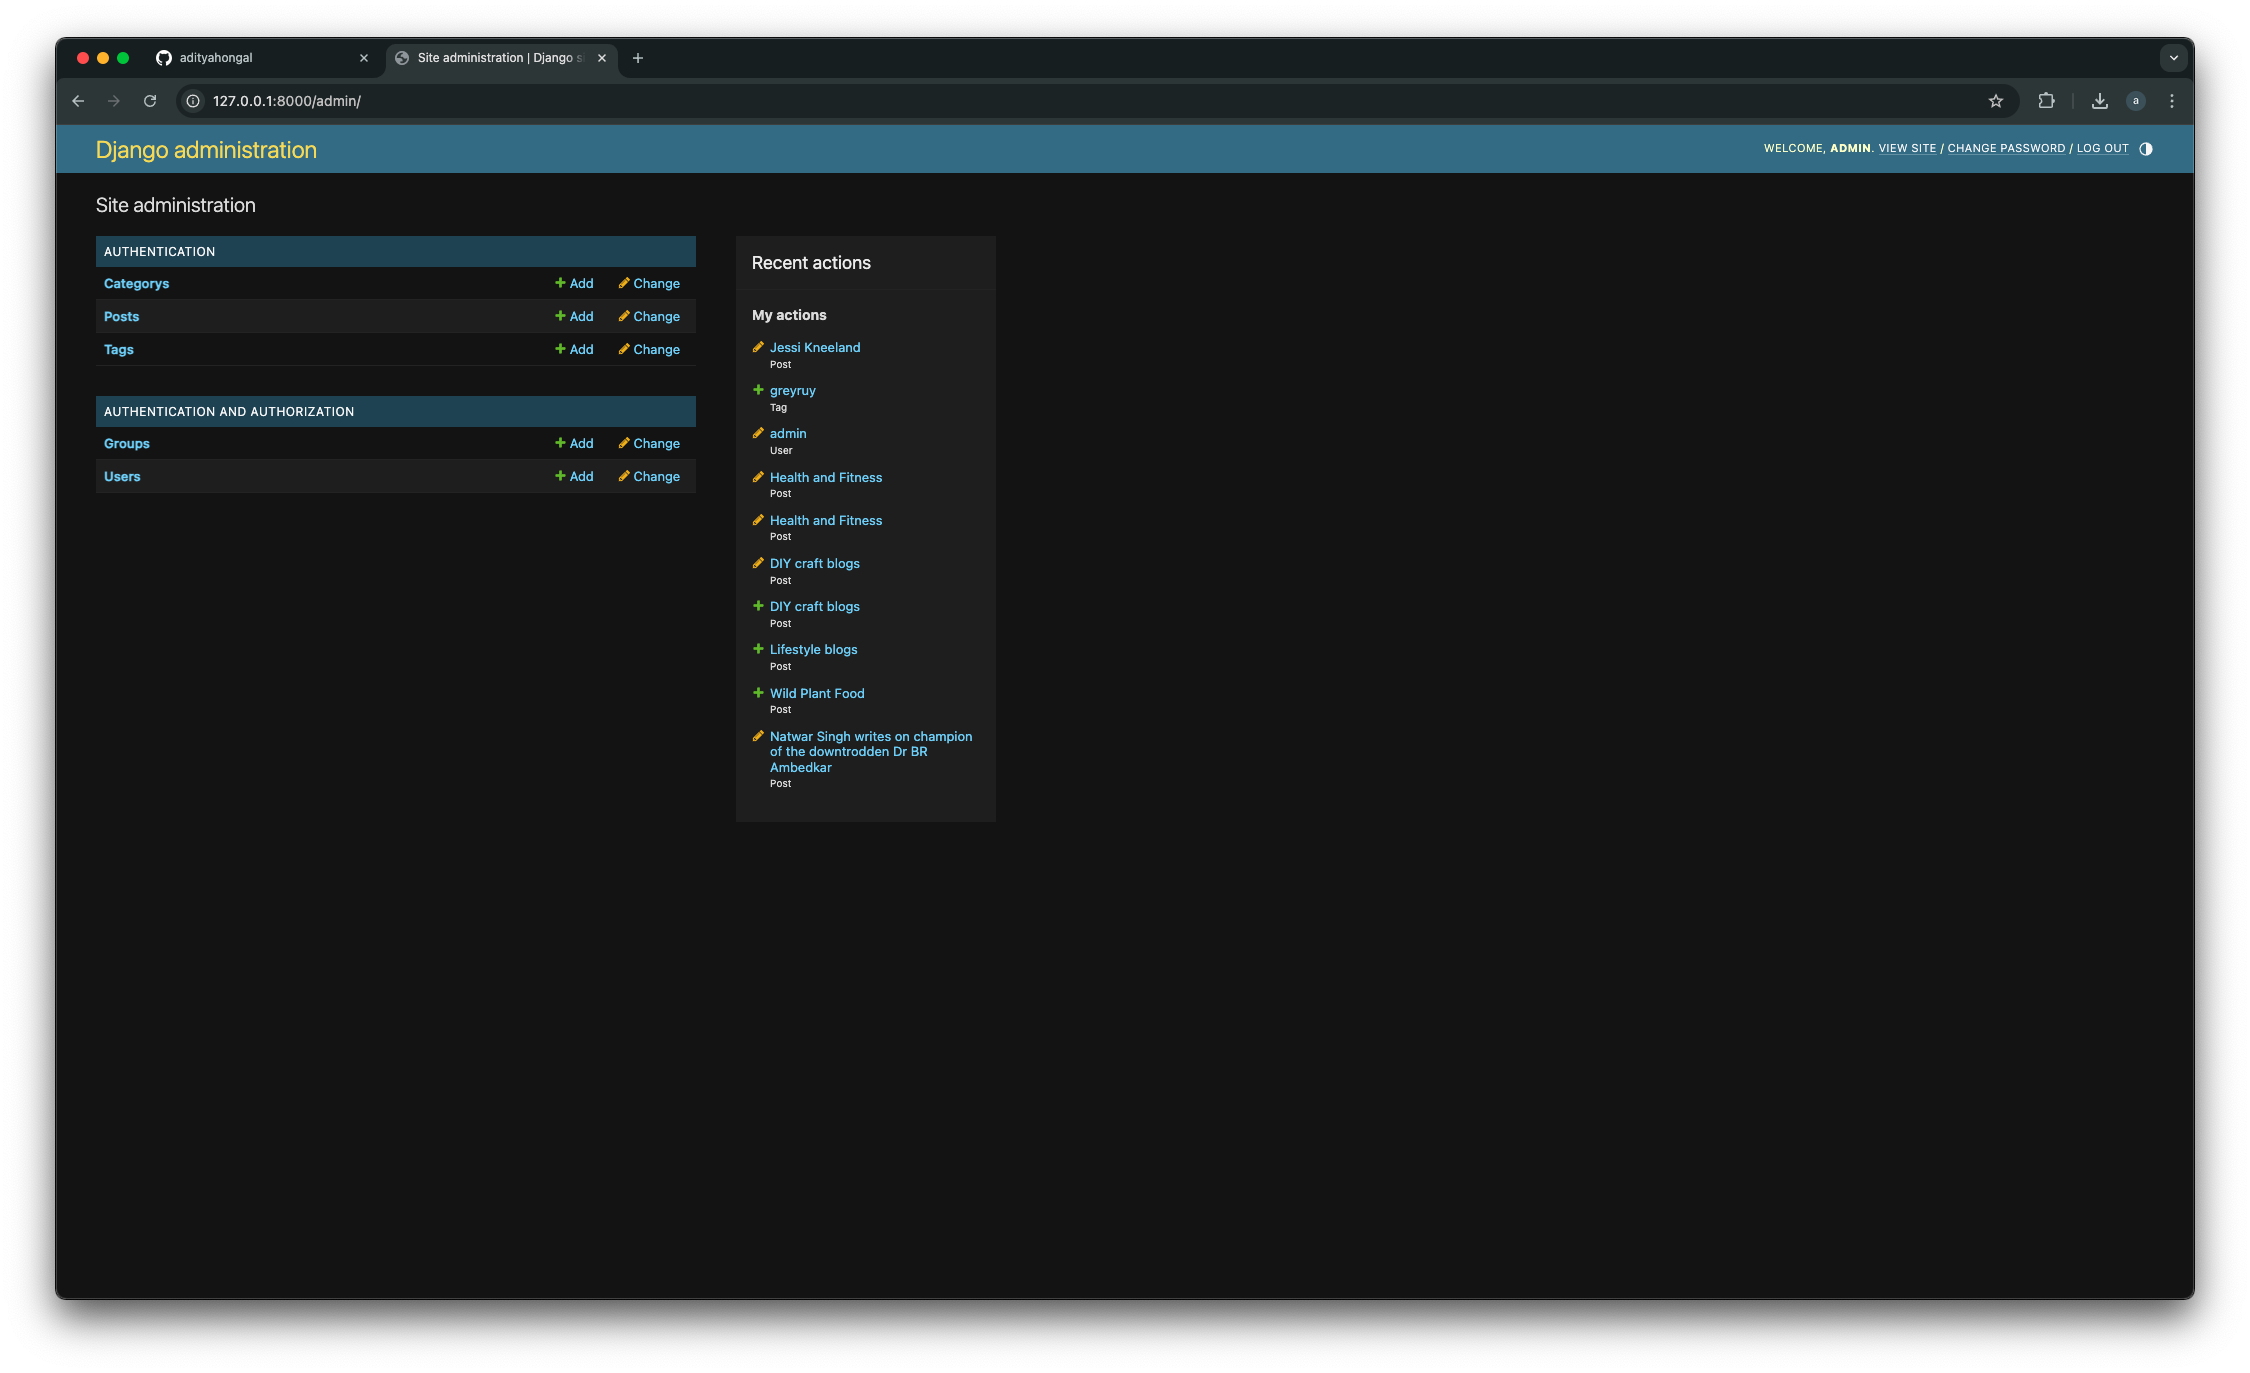 adityahongal
Site administration | Django s
127.0.0.1:8000/admin/
a
Django administration
WELCOME, ADMIN. VIEW SITE / CHANGE PASSWORD / LOG OUT
Site administration
AUTHENTICATION
Categorys Add Change
Posts Add Change
Tags Add Change
AUTHENTICATION AND AUTHORIZATION
Groups Add Change
Users Add Change
Recent actions
My actions
Jessi Kneeland
Post
greyruy
Tag
admin
User
Health and Fitness
Post
Health and Fitness
Post
DIY craft blogs
Post
DIY craft blogs
Post
Lifestyle blogs
Post
Wild Plant Food
Post
Natwar Singh writes on champion
of the downtrodden Dr BR
Ambedkar
Post